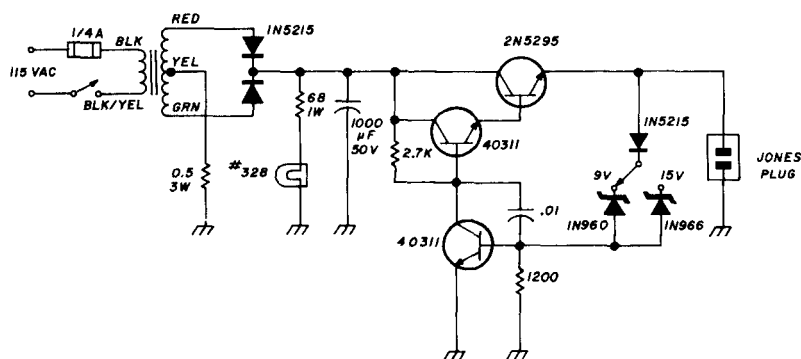 RED
1N5215
1/4A
BLK
2N5295
115 VAC
YEL
BLK/YEL
GRN
68
1W
1000
µF
50V
2.7K
40311
1N5215
0.5
3W
#328
9V
15V
JONES
PLUG
.01
1N960
1N966
40311
1200